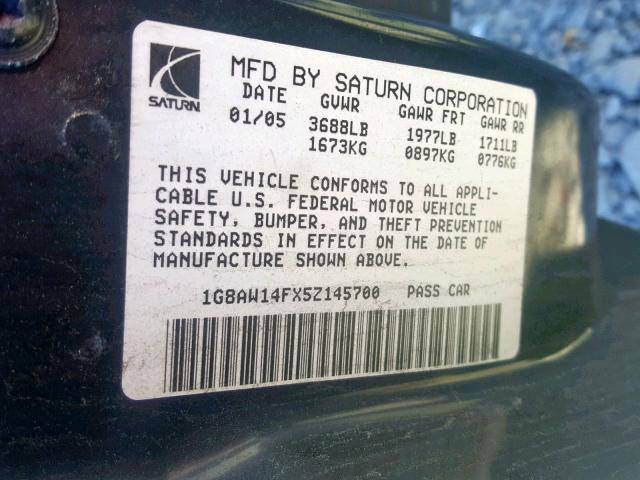 SATURN
MFD BY SATURN CORPORATION
DATE GVWR GAWR FRT GAWR RR
01/05 3688LB 1977LB 1711LB
1673KG 0897KG 0776KG
THIS VEHICLE CONFORMS TO ALL APPLI-
CABLE U.S. FEDERAL MOTOR VEHICLE
SAFETY, BUMPER, AND THEFT PREVENTION
STANDARDS IN EFFECT ON THE DATE OF
MANUFACTURE SHOWN ABOVE.
1G8AW14FX5Z145700 PASS CAR